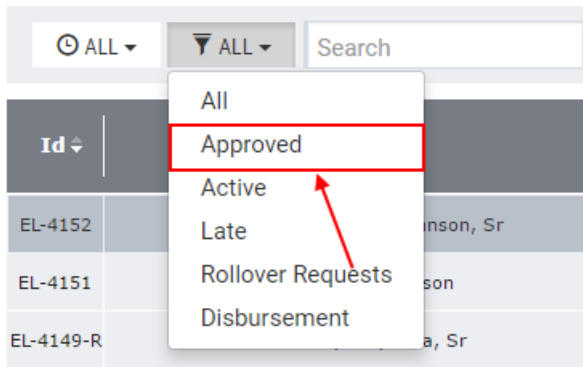 ALL ALL Search
All
Id
Approved
Active
EL-4152 nson, Sr
Late
EL-4151 son
Rollover Requests
Disbursement
EL-4149-R a, Sr